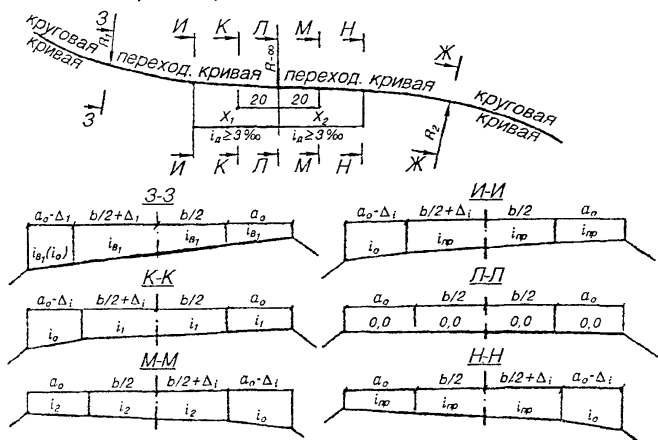 З И К Л М Н
круговая
кривая
R₁
переход. кривая
R=∞
переход. кривая
Ж
круговая
кривая
З
20 20
X₁ X₂
iд≥3‰ iд≥3‰
R₂
И К Л М Н Ж
З-З
a₀-Δ₁ b/2+Δ₁ b/2 a₀
iв₁(i₀) iв₁ iв₁ iв₁
И-И
a₀-Δi b/2+Δi b/2 aп
i₀ iпр iпр iпр
К-К
a₀-Δi b/2+Δi b/2 a₀
i₀ i₁ i₁ i₁
Л-Л
a₀ b/2 b/2 a₀
0,0 0,0 0,0 0,0
М-М
a₀ b/2 b/2+Δi a₀-Δi
i₂ i₂ i₂ i₀
Н-Н
a₀ b/2 b/2+Δi a₀-Δi
iпр iпр iпр i₀